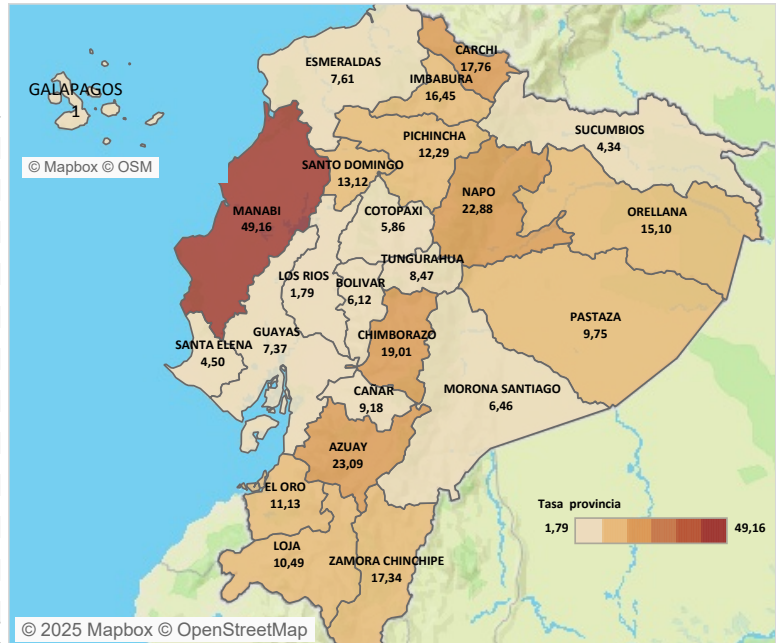 CARCHI
17,76
ESMERALDAS
7,61
IMBABURA
16,45
GALAPAGOS
1
PICHINCHA
12,29
SUCUMBIOS
4,34
© Mapbox © OSM
SANTO DOMINGO
13,12
NAPO
22,88
MANABI
49,16
COTOPAXI
5,86
ORELLANA
15,10
TUNGURAHUA
8,47
LOS RIOS
1,79
BOLIVAR
6,12
PASTAZA
9,75
GUAYAS
7,37
CHIMBORAZO
19,01
SANTA ELENA
4,50
CAÑAR
9,18
MORONA SANTIAGO
6,46
AZUAY
23,09
EL ORO
11,13
Tasa provincia
1,79 49,16
LOJA
10,49
ZAMORA CHINCHIPE
17,34
© 2025 Mapbox © OpenStreetMap